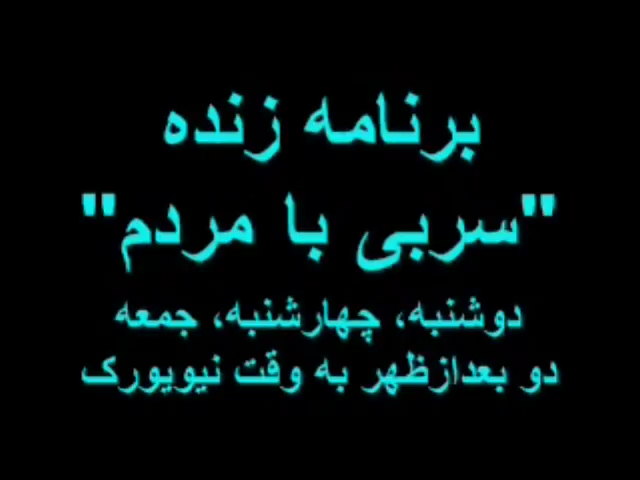 برنامه زنده
"سربی با مردم"
دوشنبه، چهارشنبه، جمعه
دو بعدازظهر به وقت نیویورک